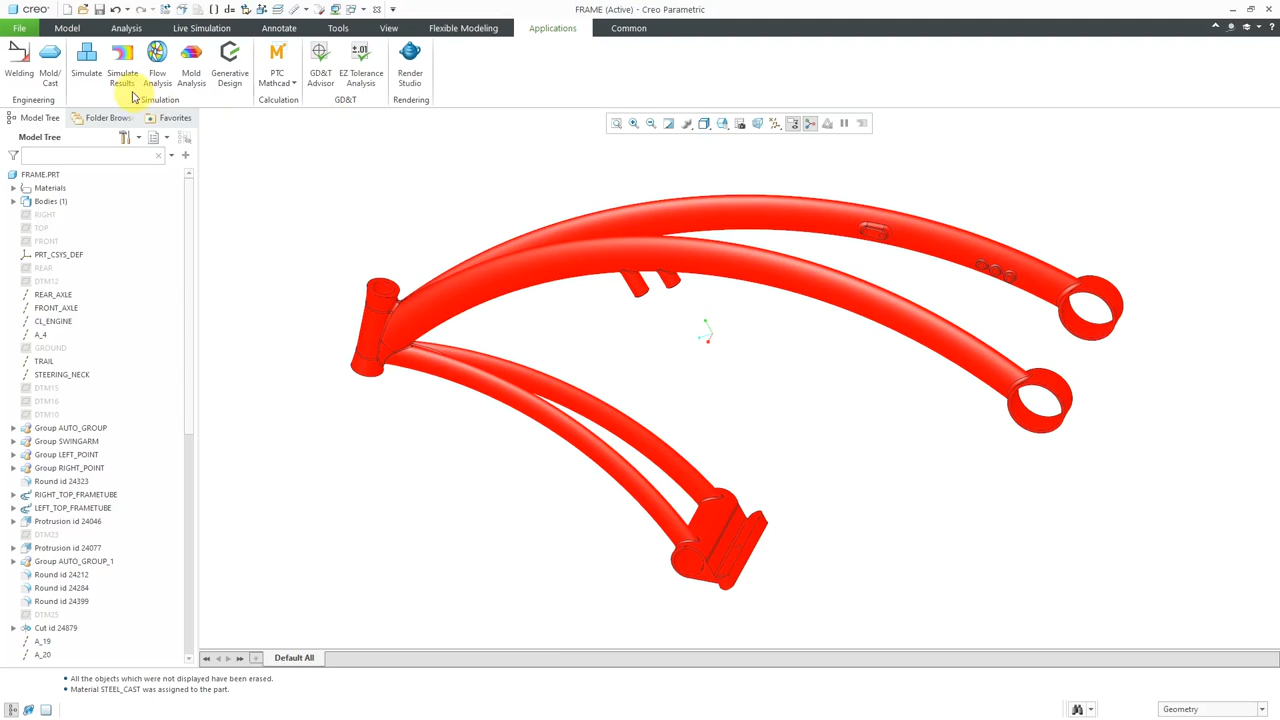 creo
FRAME (Active) - Creo Parametric
File
Model
Analysis
Live Simulation
Annotate
Tools
View
Flexible Modeling
Applications
Common
Welding
Mold/
Cast
Simulate
Simulate
Results
Flow
Analysis
Mold
Analysis
Generative
Design
PTC
Mathcad
GD&T
Advisor
EZ Tolerance
Analysis
Render
Studio
Engineering
Simulation
Calculation
GD&T
Rendering
Model Tree
Folder Brows
Favorites
Model Tree
FRAME.PRT
Materials
Bodies (1)
RIGHT
TOP
FRONT
PRT_CSYS_DEF
REAR
DTM12
REAR_AXLE
FRONT_AXLE
CL_ENGINE
A_4
GROUND
TRAIL
STEERING_NECK
DTM15
DTM16
DTM10
Group AUTO_GROUP
Group SWINGARM
Group LEFT_POINT
Group RIGHT_POINT
Round id 24323
RIGHT_TOP_FRAMETUBE
LEFT_TOP_FRAMETUBE
Protrusion id 24046
DTM23
Protrusion id 24077
Group AUTO_GROUP_1
Round id 24212
Round id 24284
Round id 24399
DTM25
Cut id 24879
A_19
A_20
Default All
• All the objects which were not displayed have been erased.
• Material STEEL_CAST was assigned to the part.
Geometry